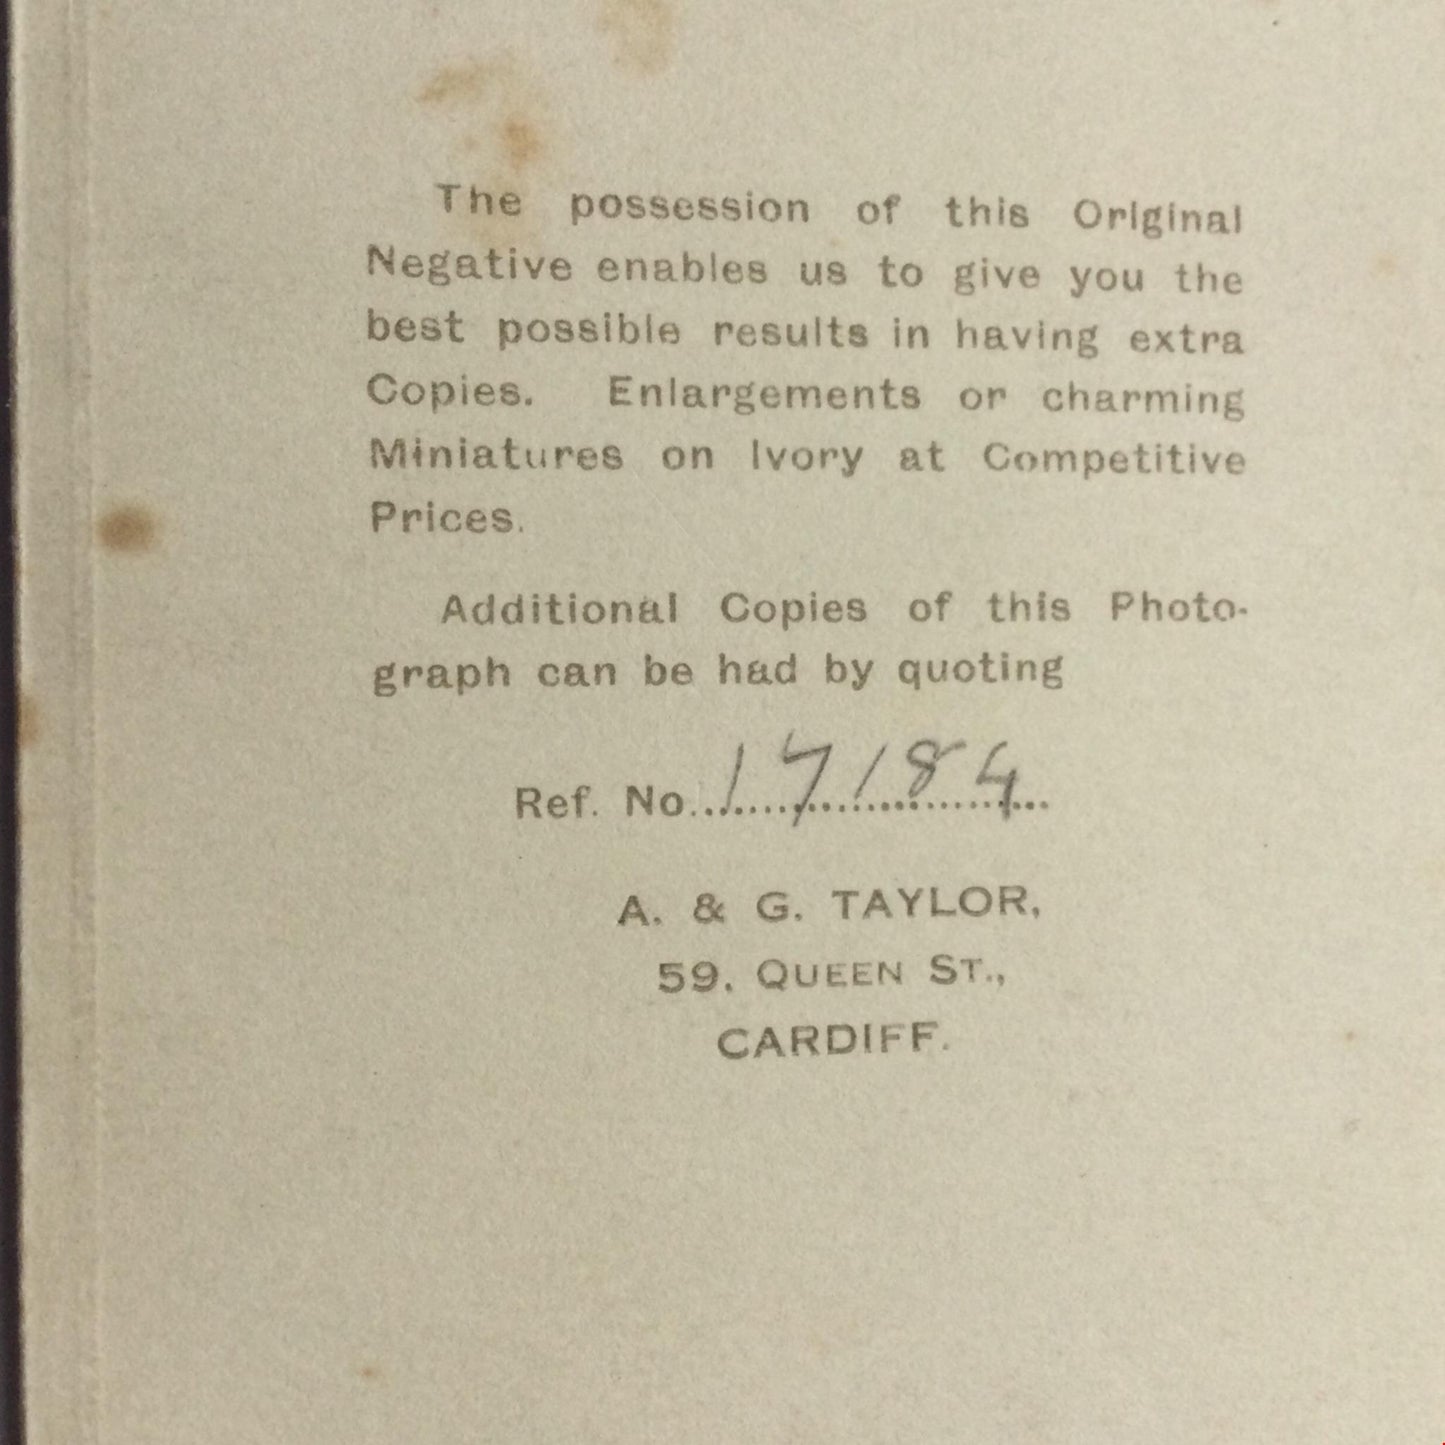 The possession of this Original
Negative enables us to give you the
best possible results in having extra
Copies. Enlargements or charming
Miniatures on Ivory at Competitive
Prices.
Additional Copies of this Photo-
graph can be had by quoting
Ref. No. 17184
A. & G. TAYLOR,
59, QUEEN ST.,
CARDIFF.